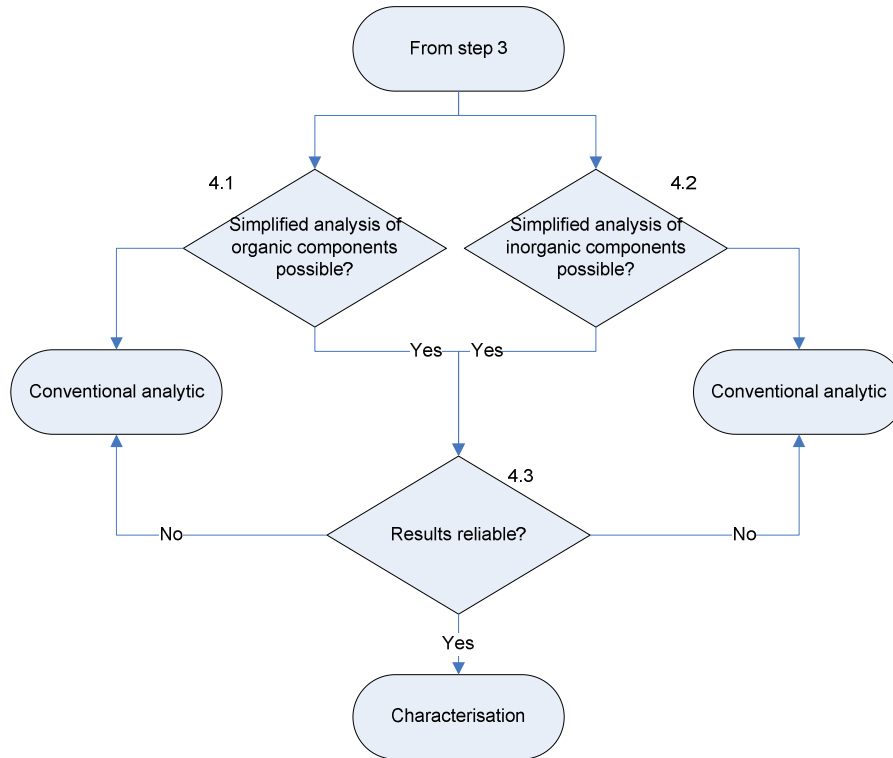 From step 3
4.1
4.2
Simplified analysis of
organic components
possible?
Simplified analysis of
inorganic components
possible?
Yes
Yes
Conventional analytic
Conventional analytic
4.3
Results reliable?
No
No
Yes
Characterisation